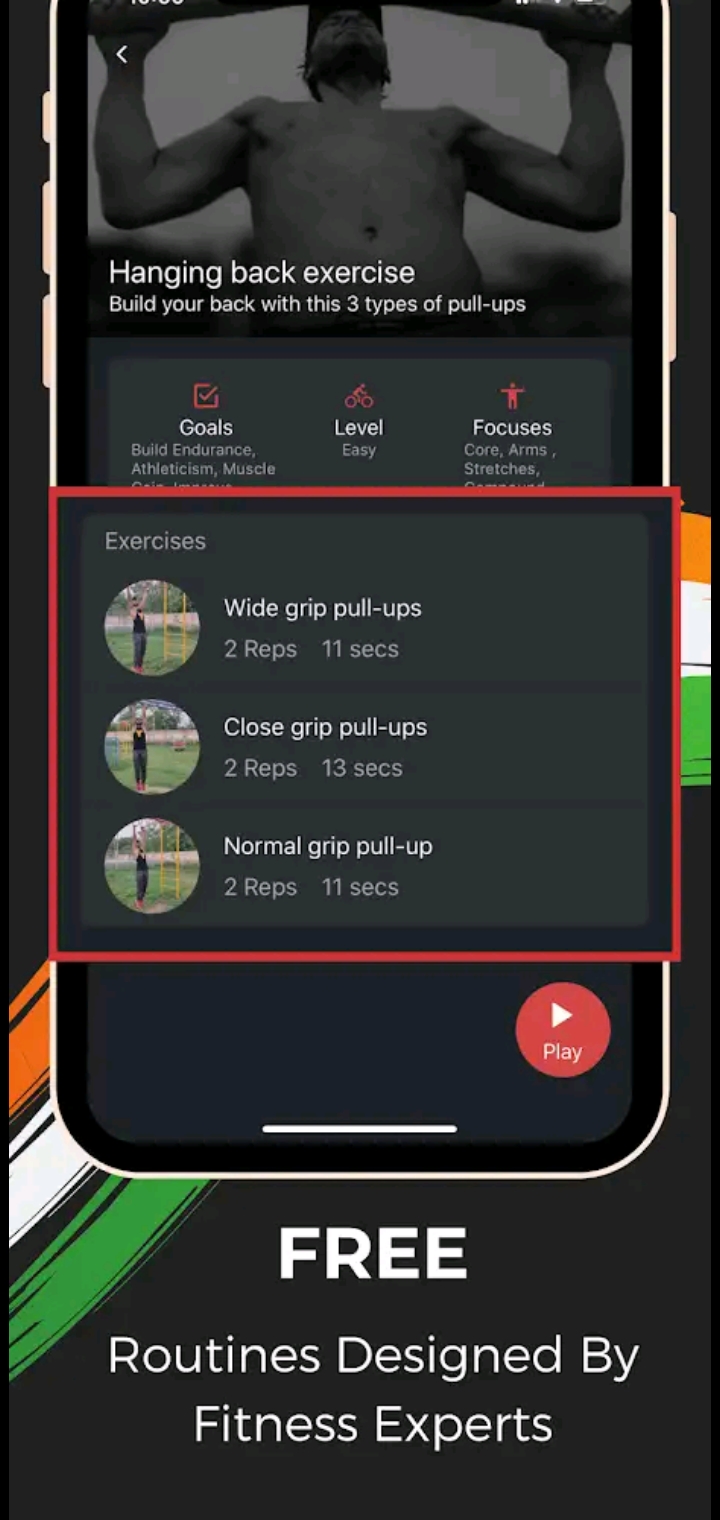 Hanging back exercise
Build your back with this 3 types of pull-ups
Goals
Build Endurance,
Athleticism, Muscle
Level
Easy
Focuses
Core, Arms ,
Stretches,
Exercises
Wide grip pull-ups
2 Reps 11 secs
Close grip pull-ups
2 Reps 13 secs
Normal grip pull-up
2 Reps 11 secs
Play
FREE
Routines Designed By
Fitness Experts